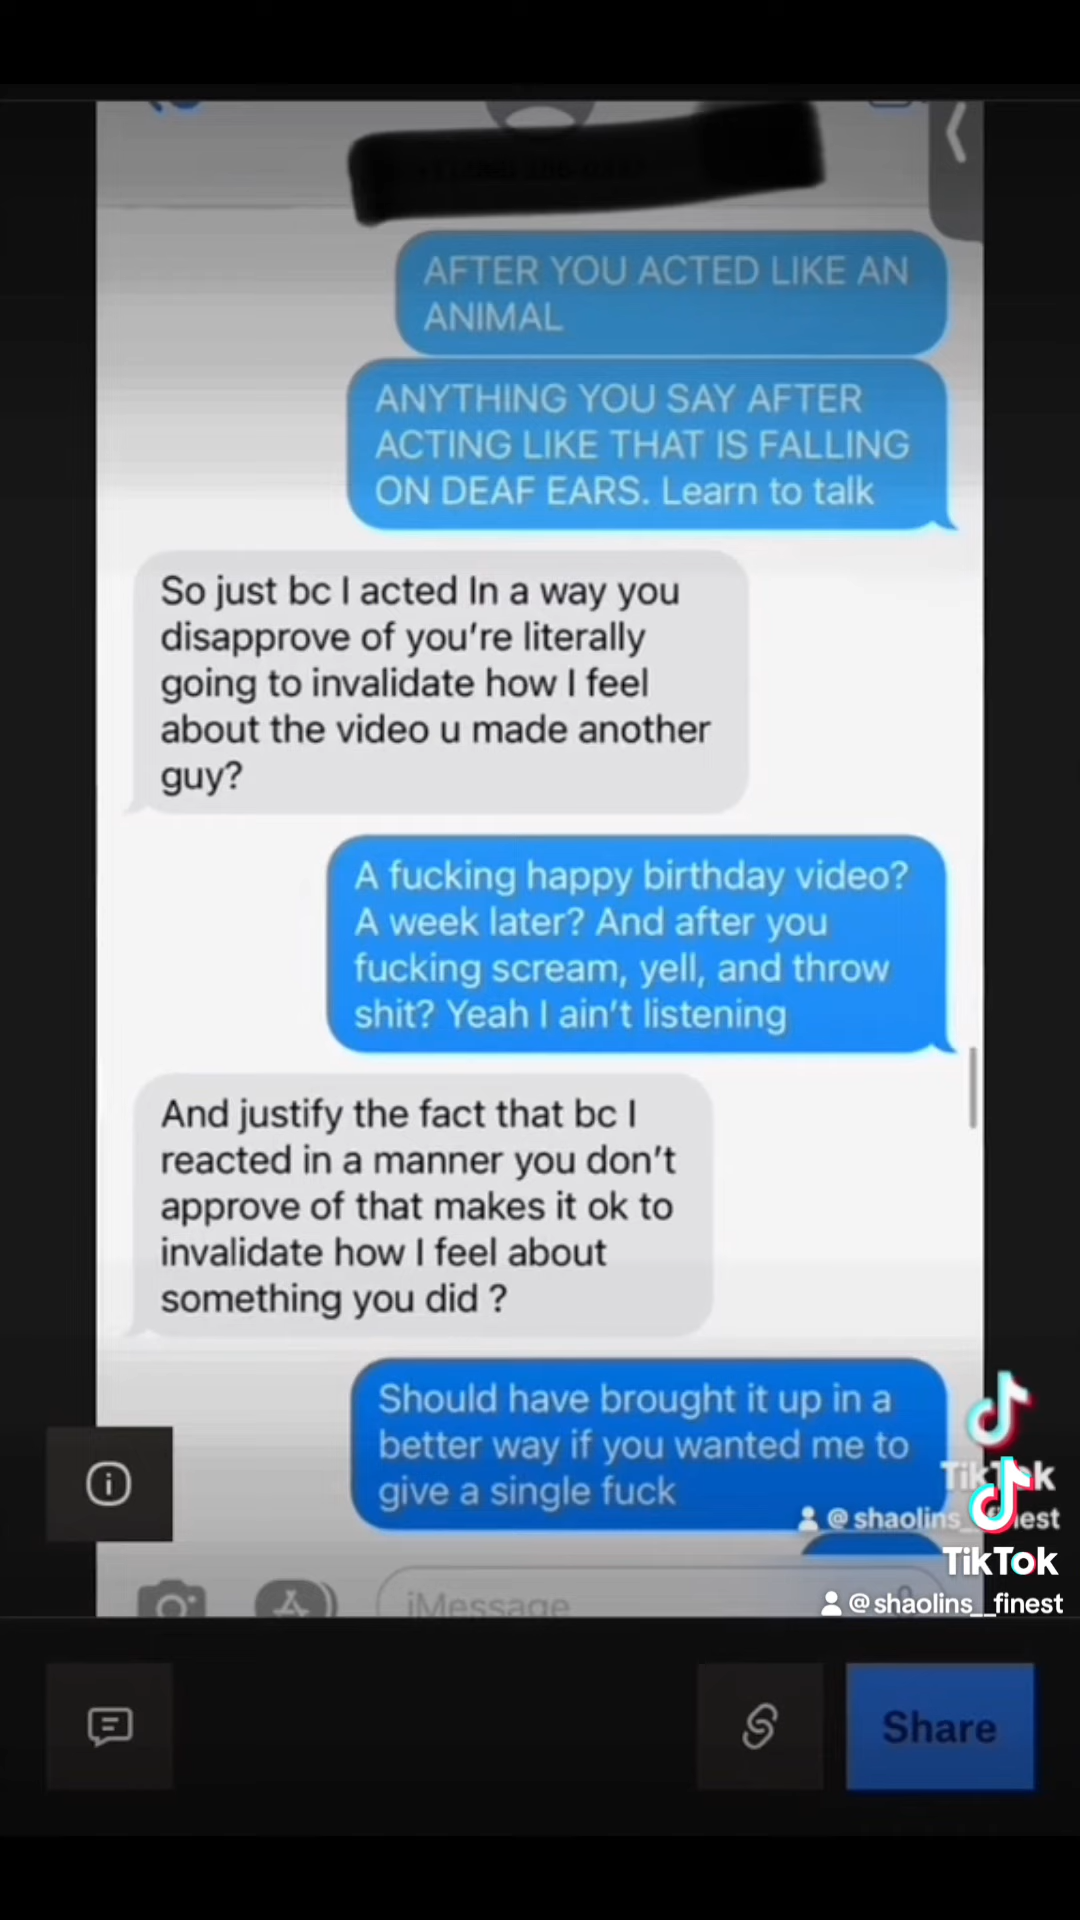 AFTER YOU ACTED LIKE AN
ANIMAL
ANYTHING YOU SAY AFTER
ACTING LIKE THAT IS FALLING
ON DEAF EARS. Learn to talk
So just bc I acted In a way you
disapprove of you're literally
going to invalidate how I feel
about the video u made another
guy?
A fucking happy birthday video?
A week later? And after you
fucking scream, yell, and throw
shit? Yeah I ain't listening
And justify the fact that bc I
reacted in a manner you don't
approve of that makes it ok to
invalidate how I feel about
something you did ?
Should have brought it up in a
better way if you wanted me to
give a single fuck
TikTok
@shaolins__finest
TikTok
@shaolins__finest
iMessage
Share